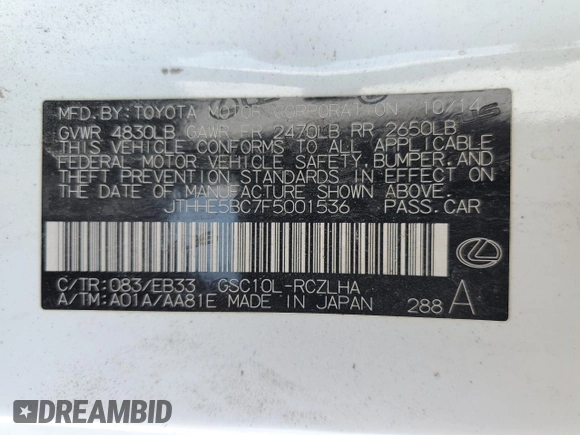 MFD.BY:TOYOTA MOTOR CORPORATION 10/14
GVWR 4830LB GAWR FR 2470LB RR 2650LB
THIS VEHICLE CONFORMS TO ALL APPLICABLE
FEDERAL MOTOR VEHICLE SAFETY, BUMPER, AND
THEFT PREVENTION STANDARDS IN EFFECT ON
THE DATE OF MANUFACTURE SHOWN ABOVE.
JTHHE5BC7F5001536 PASS.CAR
C/TR:083/EB33 GSC10L-RCZLHA
A/TM:A01A/AA81E MADE IN JAPAN 288 A
DREAMBID